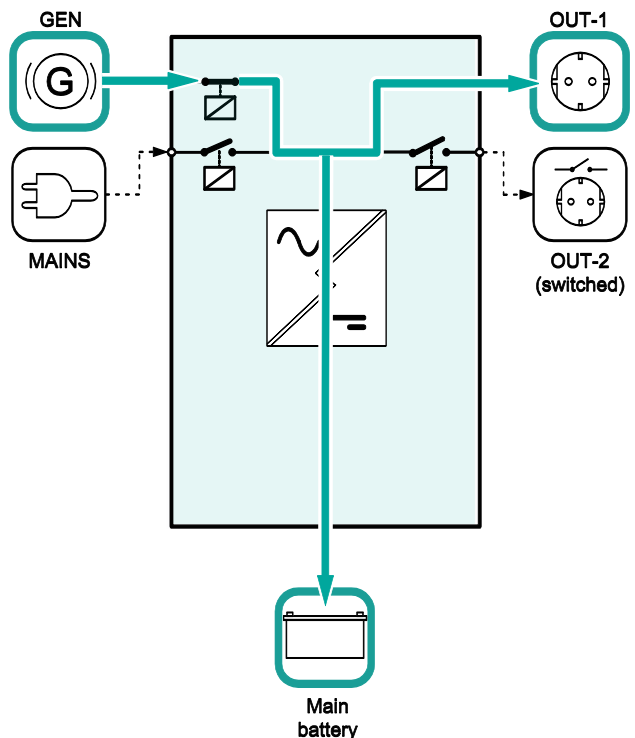 GEN
OUT-1
G
MAINS
OUT-2
(switched)
Main
battery